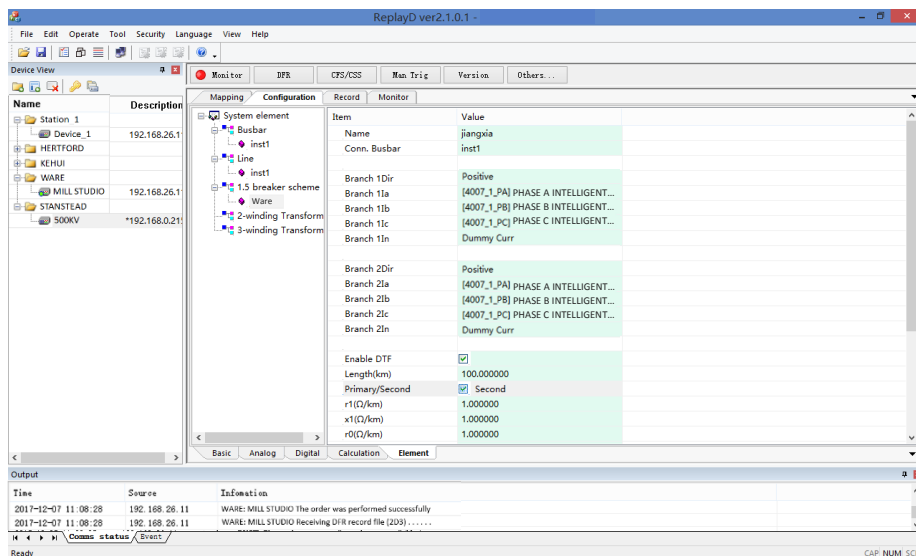 ReplayD ver2.1.0.1 -
File Edit Operate Tool Security Language View Help
Device View
Name Description
Station 1
Device_1 192.168.26.1
HERTFORD
KEHUI
WARE
MILL STUDIO 192.168.26.1
STANSTEAD
500KV *192.168.0.21
Monitor DFR CFS/CSS Man Trig Version Others...
Mapping Configuration Record Monitor
System element
Busbar
inst1
Line
inst1
1.5 breaker scheme
Ware
2-winding Transform
3-winding Transform
Item Value
Name jiangxia
Conn. Busbar inst1
Branch 1Dir Positive
Branch 1Ia [4007_1_PA] PHASE A INTELLIGENT...
Branch 1Ib [4007_1_PB] PHASE B INTELLIGENT...
Branch 1Ic [4007_1_PC] PHASE C INTELLIGENT...
Branch 1In Dummy Curr
Branch 2Dir Positive
Branch 2Ia [4007_1_PA] PHASE A INTELLIGENT...
Branch 2Ib [4007_1_PB] PHASE B INTELLIGENT...
Branch 2Ic [4007_1_PC] PHASE C INTELLIGENT...
Branch 2In Dummy Curr
Enable DTF
Length(km) 100.000000
Primary/Second Second
r1(Ω/km) 1.000000
x1(Ω/km) 1.000000
r0(Ω/km) 1.000000
Basic Analog Digital Calculation Element
Output
Time Source Infomation
2017-12-07 11:08:28 192.168.26.11 WARE: MILL STUDIO The order was performed successfully
2017-12-07 11:08:28 192.168.26.11 WARE: MILL STUDIO Receiving DFR record file (2D3) ......
Comms status Event
Ready CAP NUM SC